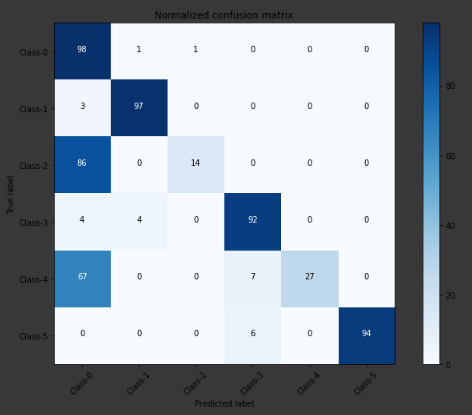 Normalized confusion matrix
Class-0 98 1 1 0 0 0
Class-1 3 97 0 0 0 0
Class-2 86 0 14 0 0 0
Class-3 4 4 0 92 0 0
Class-4 67 0 0 7 27 0
Class-5 0 0 0 6 0 94
True label
Class-0 Class-1 Class-2 Class-3 Class-4 Class-5
Predicted label
80
60
40
20
0